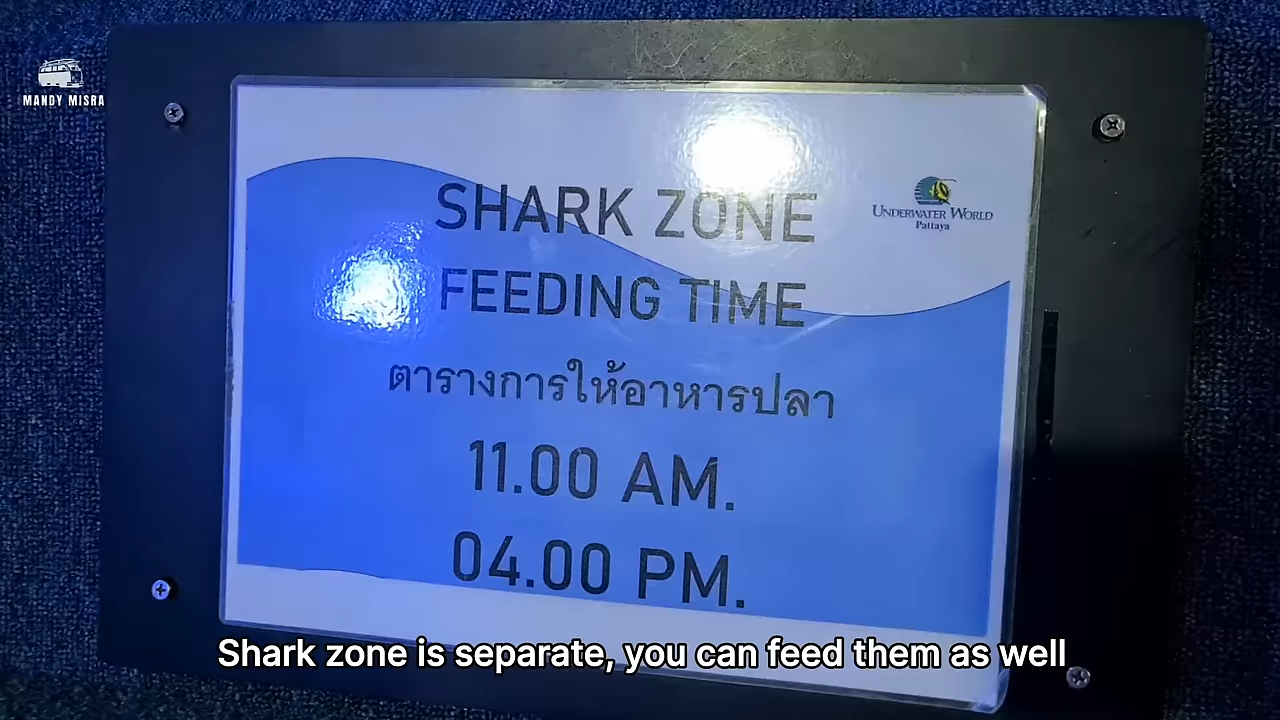 MANDY MISRA
SHARK ZONE
UNDERWATER WORLD
Pattaya
FEEDING TIME
ตารางการให้อาหารปลา
11.00 AM.
04.00 PM.
Shark zone is separate, you can feed them as well